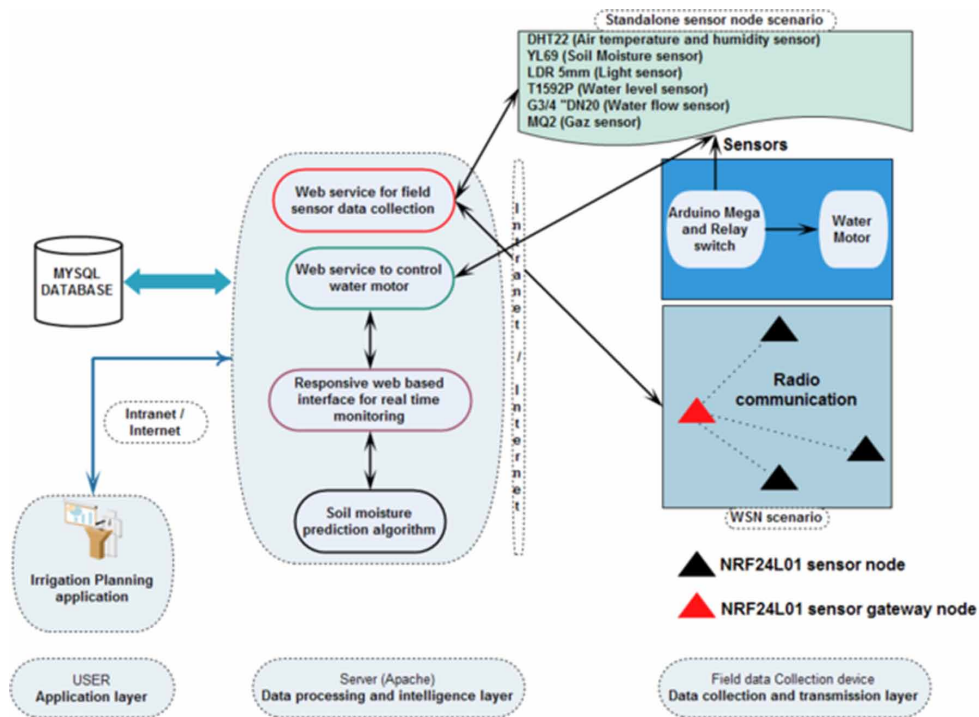 Standalone sensor node scenario
DHT22 (Air temperature and humidity sensor)
YL69 (Soil Moisture sensor)
LDR 5mm (Light sensor)
T1592P (Water level sensor)
G3/4 "DN20 (Water flow sensor)
MQ2 (Gaz sensor)
Sensors
Web service for field
sensor data collection
Arduino Mega
and Relay
switch
Water
Motor
MYSQL
DATABASE
Web service to control
water motor
Intranet / Internet
Responsive web based
interface for real time
monitoring
Radio
communication
Intranet /
Internet
Soil moisture
prediction algorithm
WSN scenario
Irrigation Planning
application
NRF24L01 sensor node
NRF24L01 sensor gateway node
USER
Application layer
Server (Apache)
Data processing and intelligence layer
Field data Collection device
Data collection and transmission layer